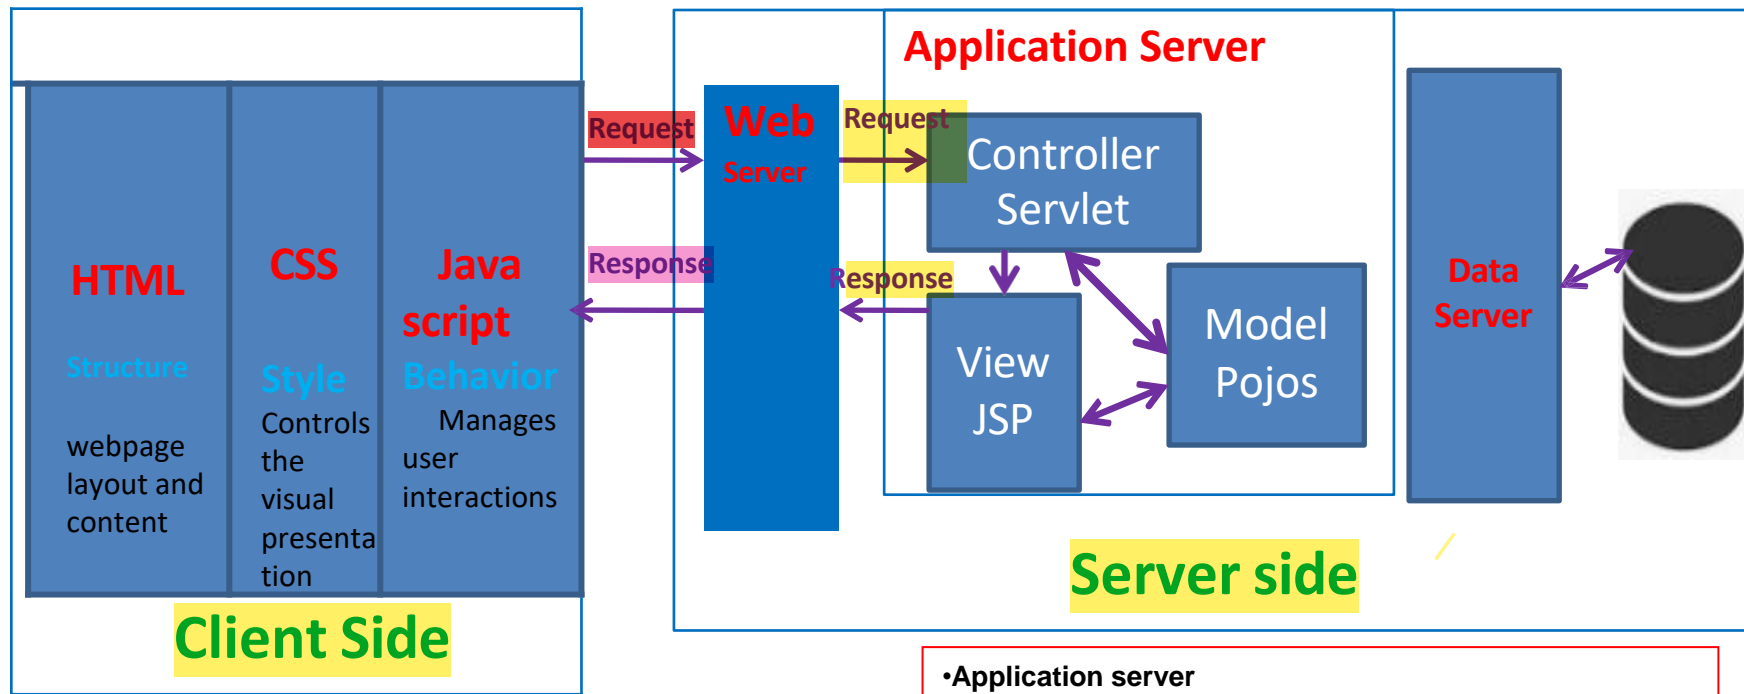 HTML
Structure
webpage
layout and
content
CSS
Style
Controls
the
visual
presenta
tion
Java
script
Behavior
Manages
user
interactions
Client Side
Request
Response
Web
Server
Request
Response
Application Server
Controller
Servlet
View
JSP
Model
Pojos
Data
Server
Server side
•Application server